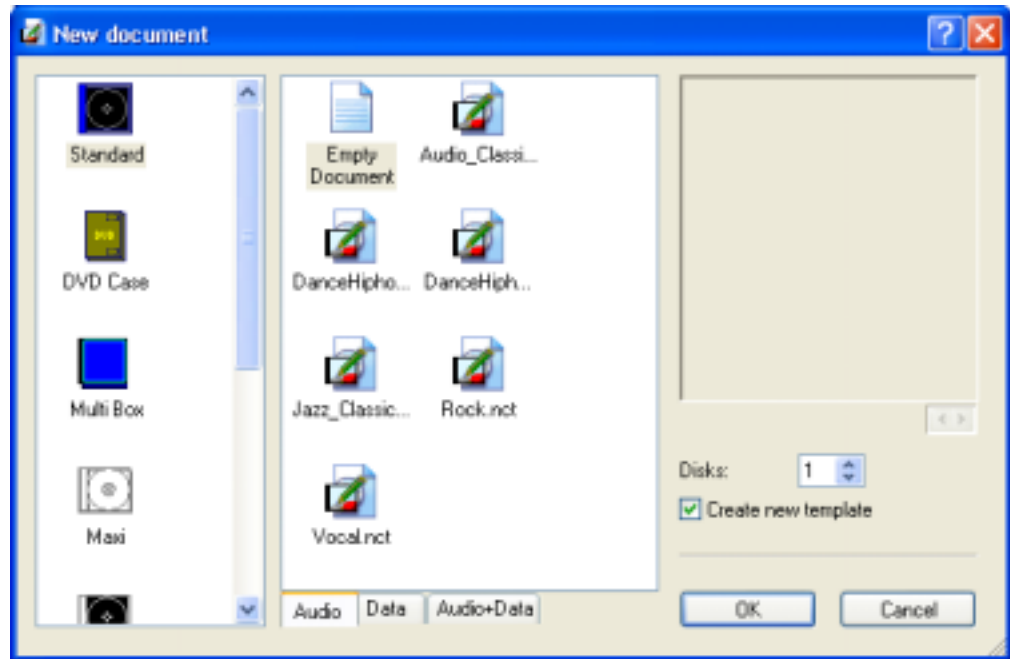 New document
Standard
DVD Case
Multi Box
Maxi
Empty
Document
Audio_Classi...
DanceHipho...
DanceHiph...
Jazz_Classic...
Rock.nct
Vocal.nct
Audio
Data
Audio+Data
Disks:
1
Create new template
OK
Cancel